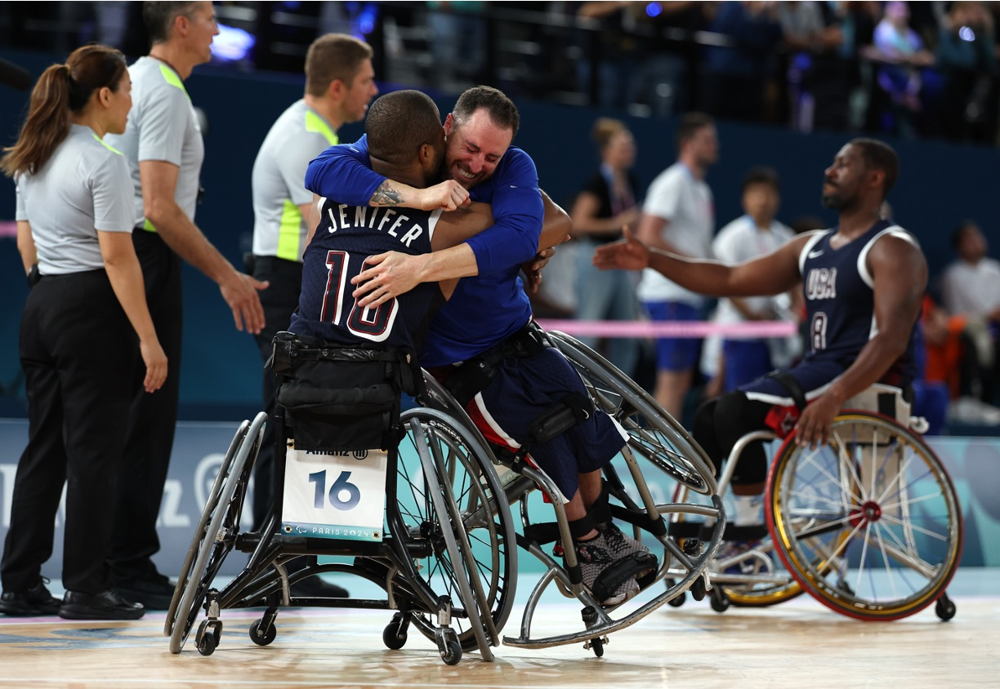 JENIFER
16
USA
8
Allianz
16
PARIS 2024